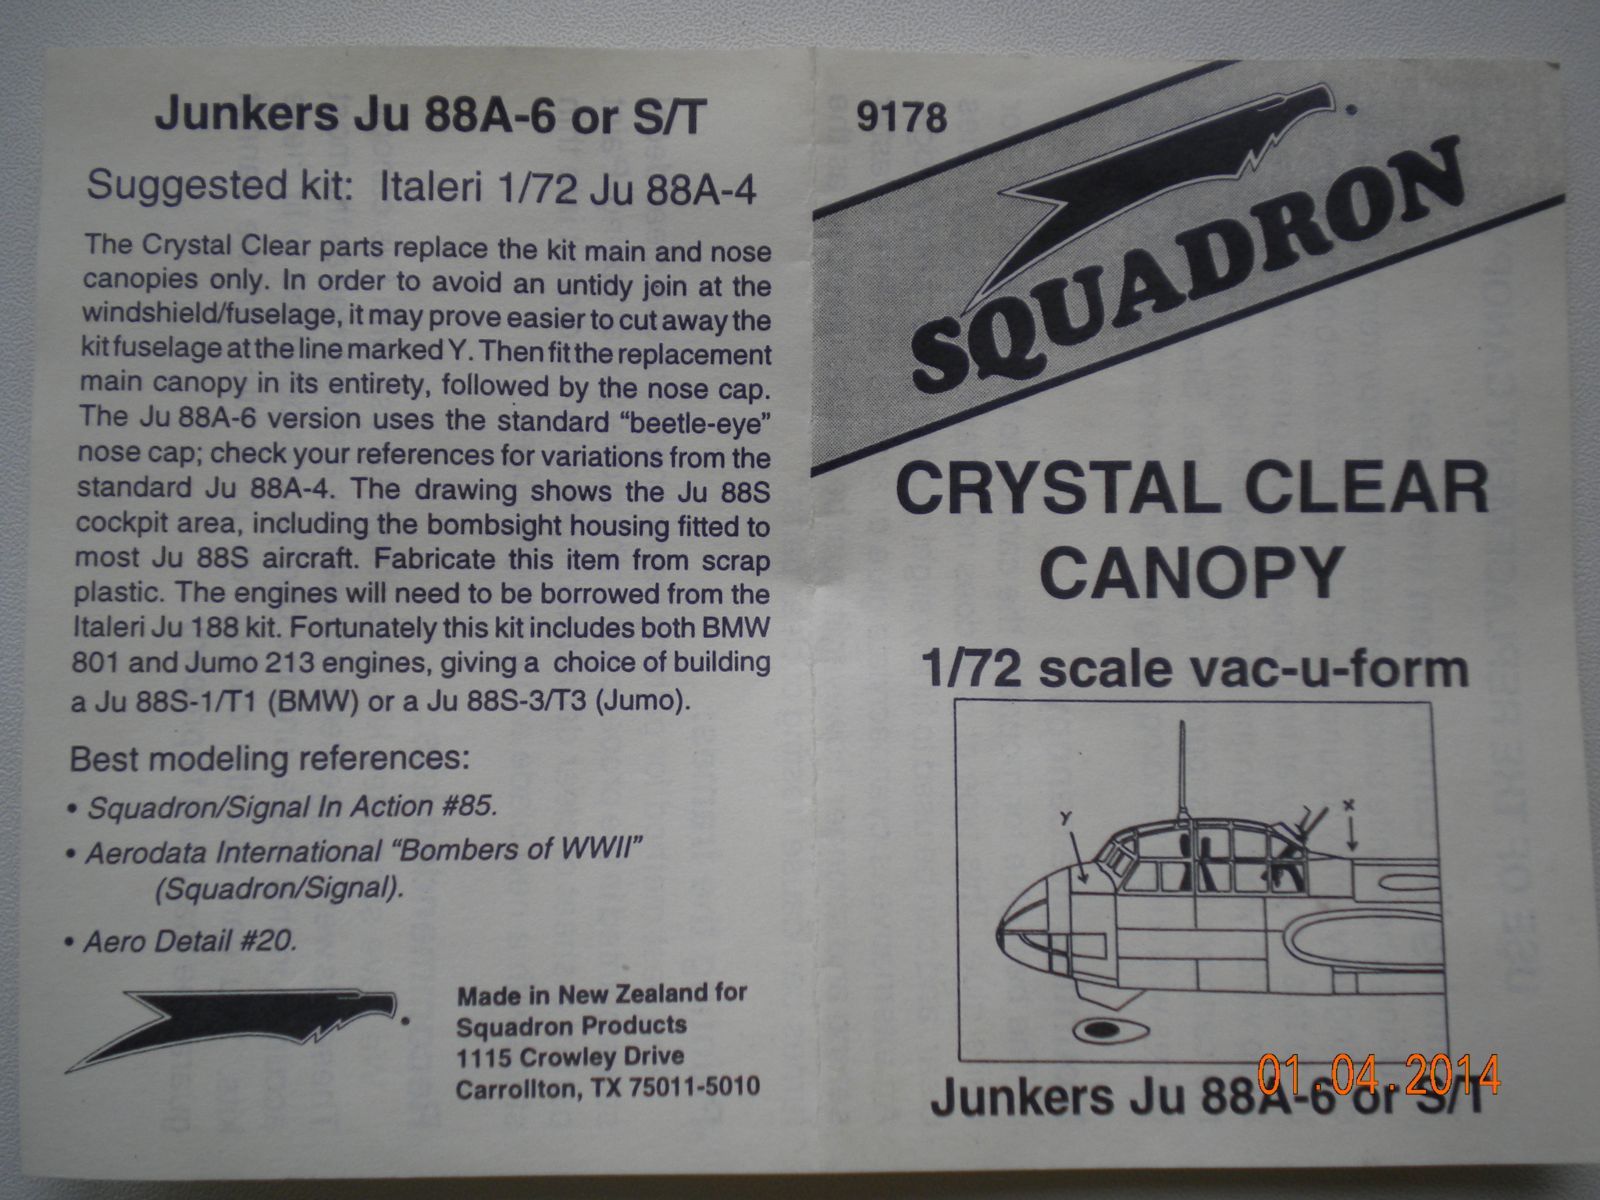 Junkers Ju 88A-6 or S/T
Suggested kit: Italeri 1/72 Ju 88A-4
The Crystal Clear parts replace the kit main and nose
canopies only. In order to avoid an untidy join at the
windshield/fuselage, it may prove easier to cut away the
kit fuselage at the line marked Y. Then fit the replacement
main canopy in its entirety, followed by the nose cap.
The Ju 88A-6 version uses the standard “beetle-eye”
nose cap; check your references for variations from the
standard Ju 88A-4. The drawing shows the Ju 88S
cockpit area, including the bombsight housing fitted to
most Ju 88S aircraft. Fabricate this item from scrap
plastic. The engines will need to be borrowed from the
Italeri Ju 188 kit. Fortunately this kit includes both BMW
801 and Jumo 213 engines, giving a choice of building
a Ju 88S-1/T1 (BMW) or a Ju 88S-3/T3 (Jumo).
Best modeling references:
• Squadron/Signal In Action #85.
• Aerodata International “Bombers of WWII”
(Squadron/Signal).
• Aero Detail #20.
Made in New Zealand for
Squadron Products
1115 Crowley Drive
Carrollton, TX 75011-5010
9178
SQUADRON
CRYSTAL CLEAR
CANOPY
1/72 scale vac-u-form
Y
X
Junkers Ju 88A-6 or S/T
01.04.2014